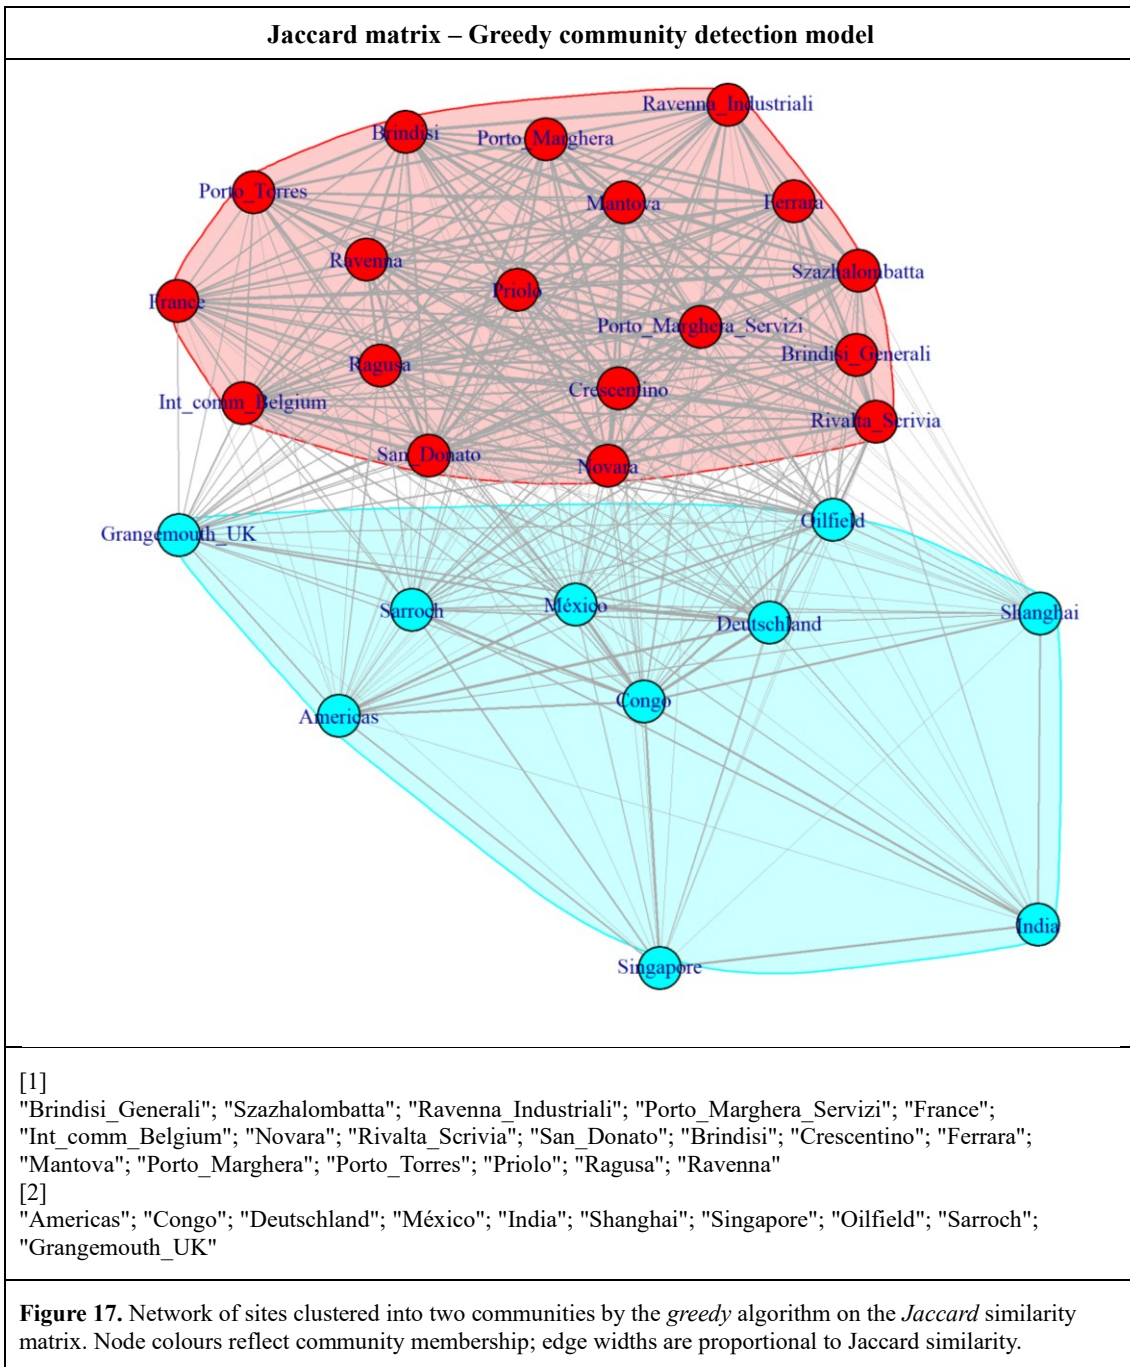 Jaccard matrix – Greedy community detection model
Ravenna_Industriali
Brindisi
Porto_Marghera
Porto_Torres
Mantova
Ferrara
Ravenna
Szazhalombatta
Priolo
France
Porto_Marghera_Servizi
Brindisi_Generali
Ragusa
Crescentino
Int_comm_Belgium
Rivalta_Scrivia
San_Donato
Novara
Oilfield
Grangemouth_UK
Sarroch
México
Deutschland
Shanghai
Congo
Americas
India
Singapore
[1]
"Brindisi_Generali"; "Szazhalombatta"; "Ravenna_Industriali"; "Porto_Marghera_Servizi"; "France";
"Int_comm_Belgium"; "Novara"; "Rivalta_Scrivia"; "San_Donato"; "Brindisi"; "Crescentino"; "Ferrara";
"Mantova"; "Porto_Marghera"; "Porto_Torres"; "Priolo"; "Ragusa"; "Ravenna"
[2]
"Americas"; "Congo"; "Deutschland"; "México"; "India"; "Shanghai"; "Singapore"; "Oilfield"; "Sarroch";
"Grangemouth_UK"
Figure 17. Network of sites clustered into two communities by the greedy algorithm on the Jaccard similarity
matrix. Node colours reflect community membership; edge widths are proportional to Jaccard similarity.